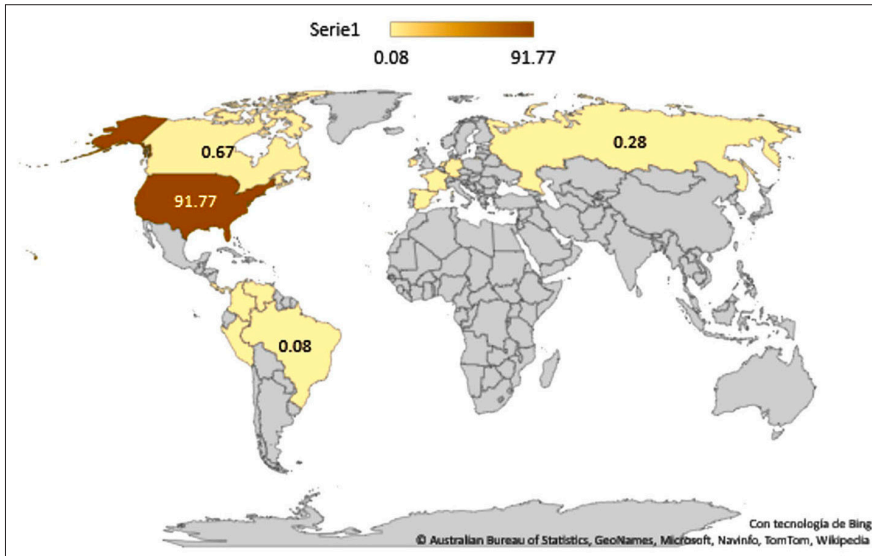 Serie1
0.08 91.77
0.67
0.28
91.77
0.08
Con tecnología de Bing
© Australian Bureau of Statistics, GeoNames, Microsoft, Navinfo, TomTom, Wikipedia